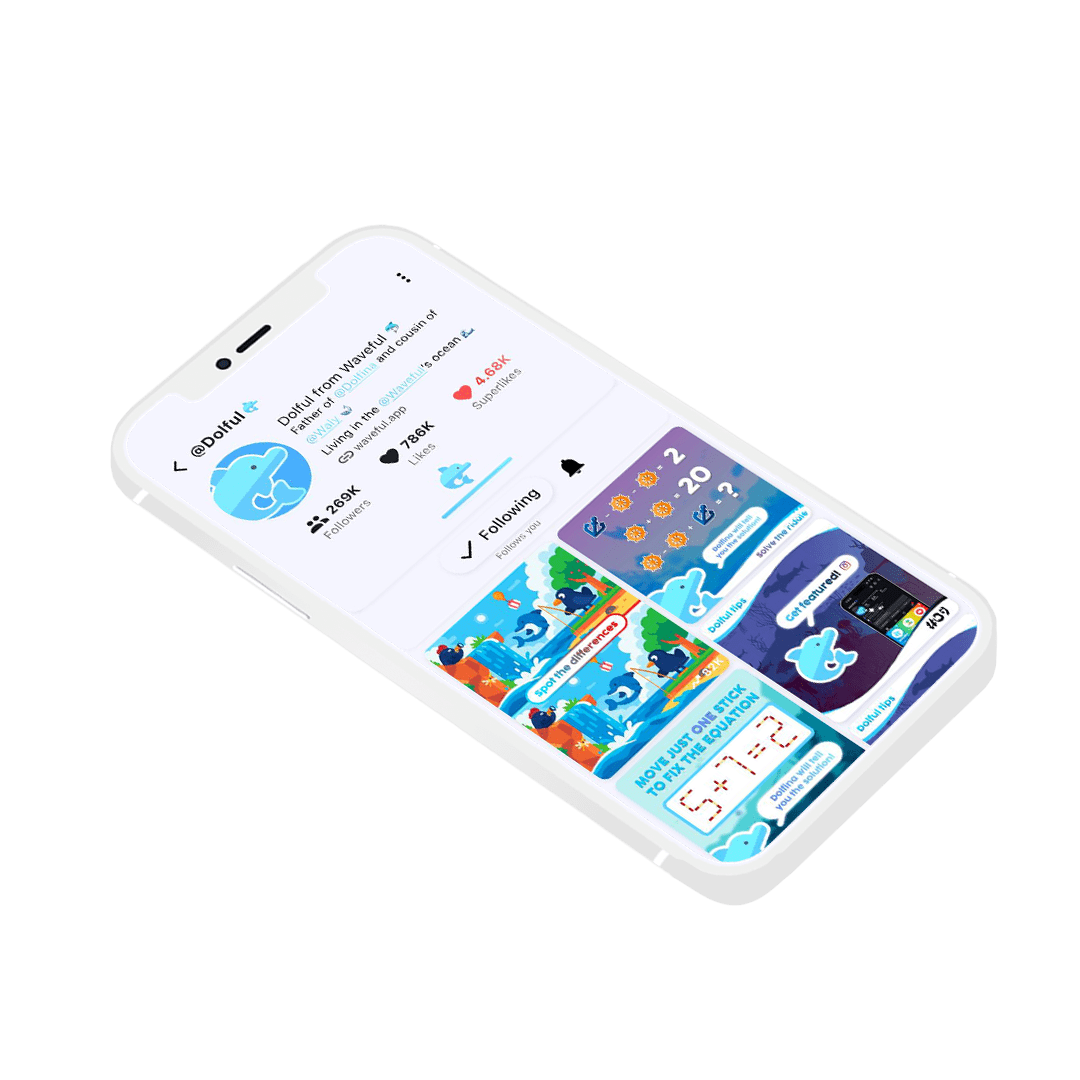 @Dolful
Dolful from Waveful
Father of @Dolfina and cousin of
@Waly
Living in the @Waveful's ocean
waveful.app
269K
Followers
786K
Likes
4.68K
Superlikes
Following
Follows you
- = 2
+ = 20
- + = ?
Dolfina will tell
you the solution!
Solve the riddle
spot the differences
82K
Dolful tips
Get featured!
Dolful tips
MOVE JUST ONE STICK
TO FIX THE EQUATION
5+7=2
Dolfina will tell
you the solution!